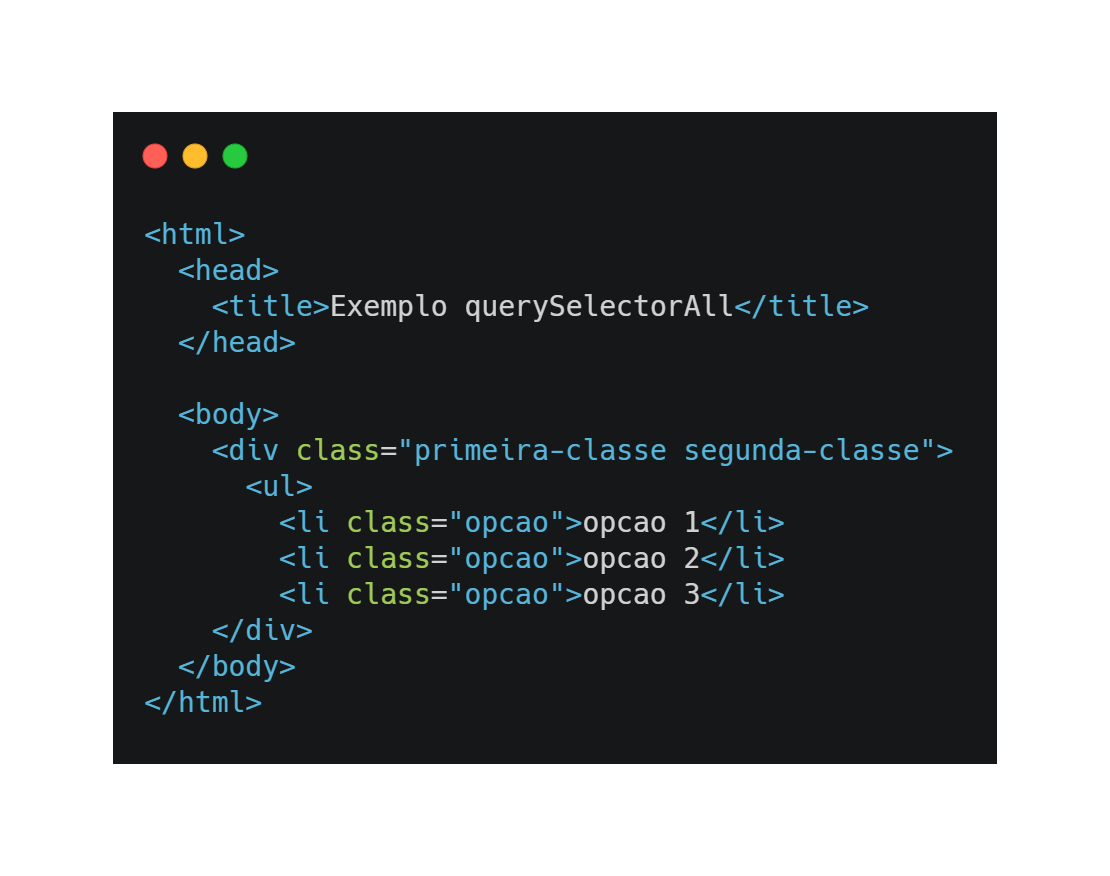 <html>
<head>
<title>Exemplo querySelectorAll</title>
</head>
<body>
<div class="primeira-classe segunda-classe">
<ul>
<li class="opcao">opcao 1</li>
<li class="opcao">opcao 2</li>
<li class="opcao">opcao 3</li>
</div>
</body>
</html>